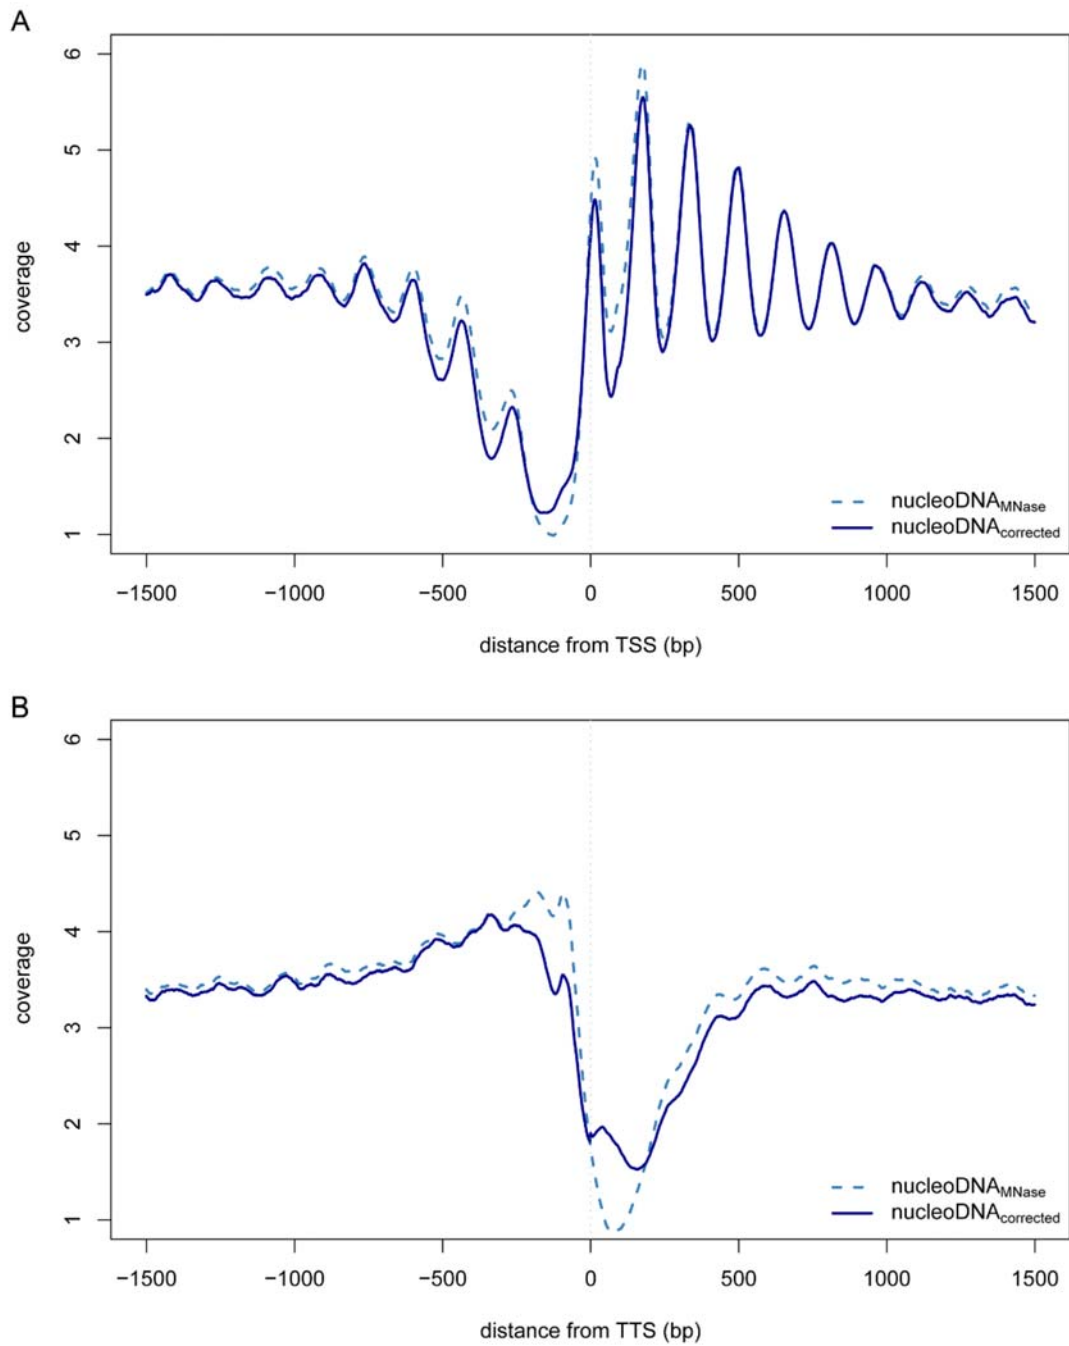 A
6
5
4
3
2
1
coverage
nucleoDNAMNase
nucleoDNAcorrected
−1500 −1000 −500 0 500 1000 1500
distance from TSS (bp)
B
6
5
4
3
2
1
coverage
nucleoDNAMNase
nucleoDNAcorrected
−1500 −1000 −500 0 500 1000 1500
distance from TTS (bp)